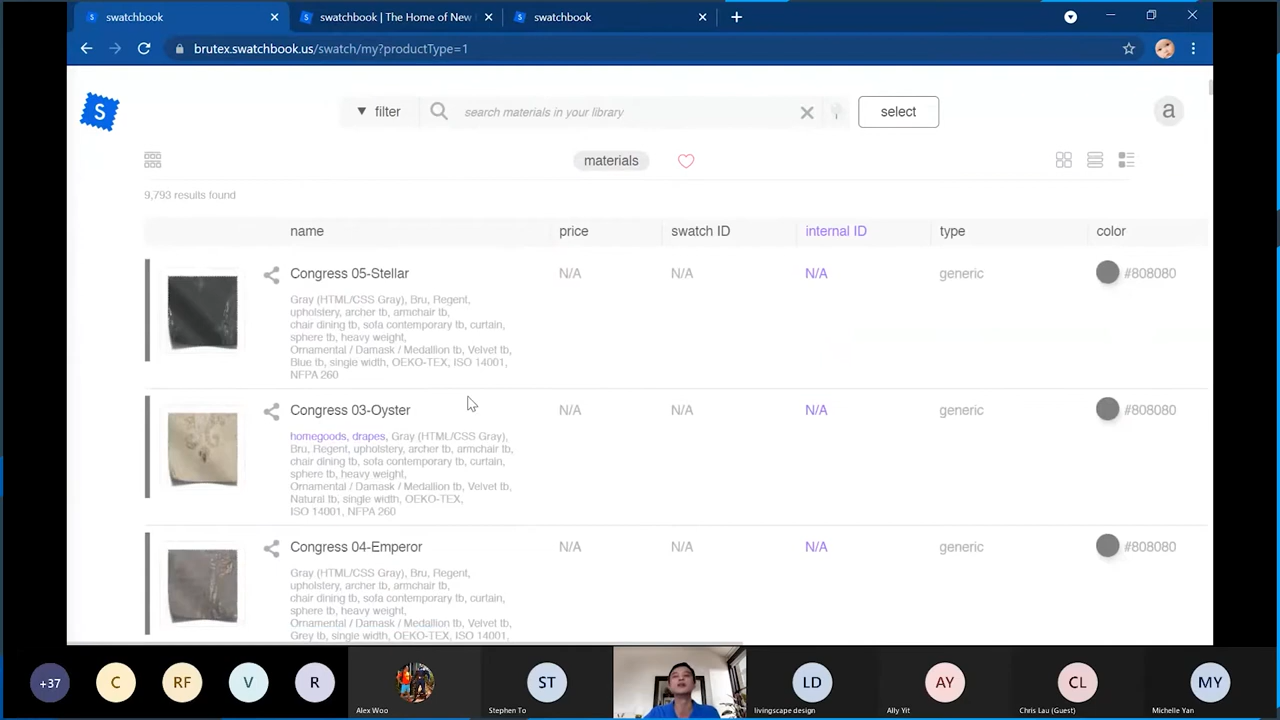 swatchbook
swatchbook | The Home of New
swatchbook
brutex.swatchbook.us/swatch/my?productType=1
S
filter
search materials in your library
select
a
materials
9,793 results found
name
price
swatch ID
internal ID
type
color
Congress 05-Stellar
N/A
N/A
N/A
generic
#808080
Gray (HTML/CSS Gray), Bru, Regent,
upholstery, archer tb, armchair tb,
chair dining tb, sofa contemporary tb, curtain,
sphere tb, heavy weight,
Ornamental / Damask / Medallion tb, Velvet tb,
Blue tb, single width, OEKO-TEX, ISO 14001,
NFPA 260
Congress 03-Oyster
N/A
N/A
N/A
generic
#808080
homegoods, drapes, Gray (HTML/CSS Gray),
Bru, Regent, upholstery, archer tb, armchair tb,
chair dining tb, sofa contemporary tb, curtain,
sphere tb, heavy weight,
Ornamental / Damask / Medallion tb, Velvet tb,
Natural tb, single width, OEKO-TEX,
ISO 14001, NFPA 260
Congress 04-Emperor
N/A
N/A
N/A
generic
#808080
Gray (HTML/CSS Gray), Bru, Regent,
upholstery, archer tb, armchair tb,
chair dining tb, sofa contemporary tb, curtain,
sphere tb, heavy weight,
Ornamental / Damask / Medallion tb, Velvet tb,
Grey tb, single width, OEKO-TEX, ISO 14001,
+37
C
RF
V
R
Alex Woo
ST
Stephen To
LD
livingscape design
AY
Ally Yit
CL
Chris Lau (Guest)
MY
Michelle Yan